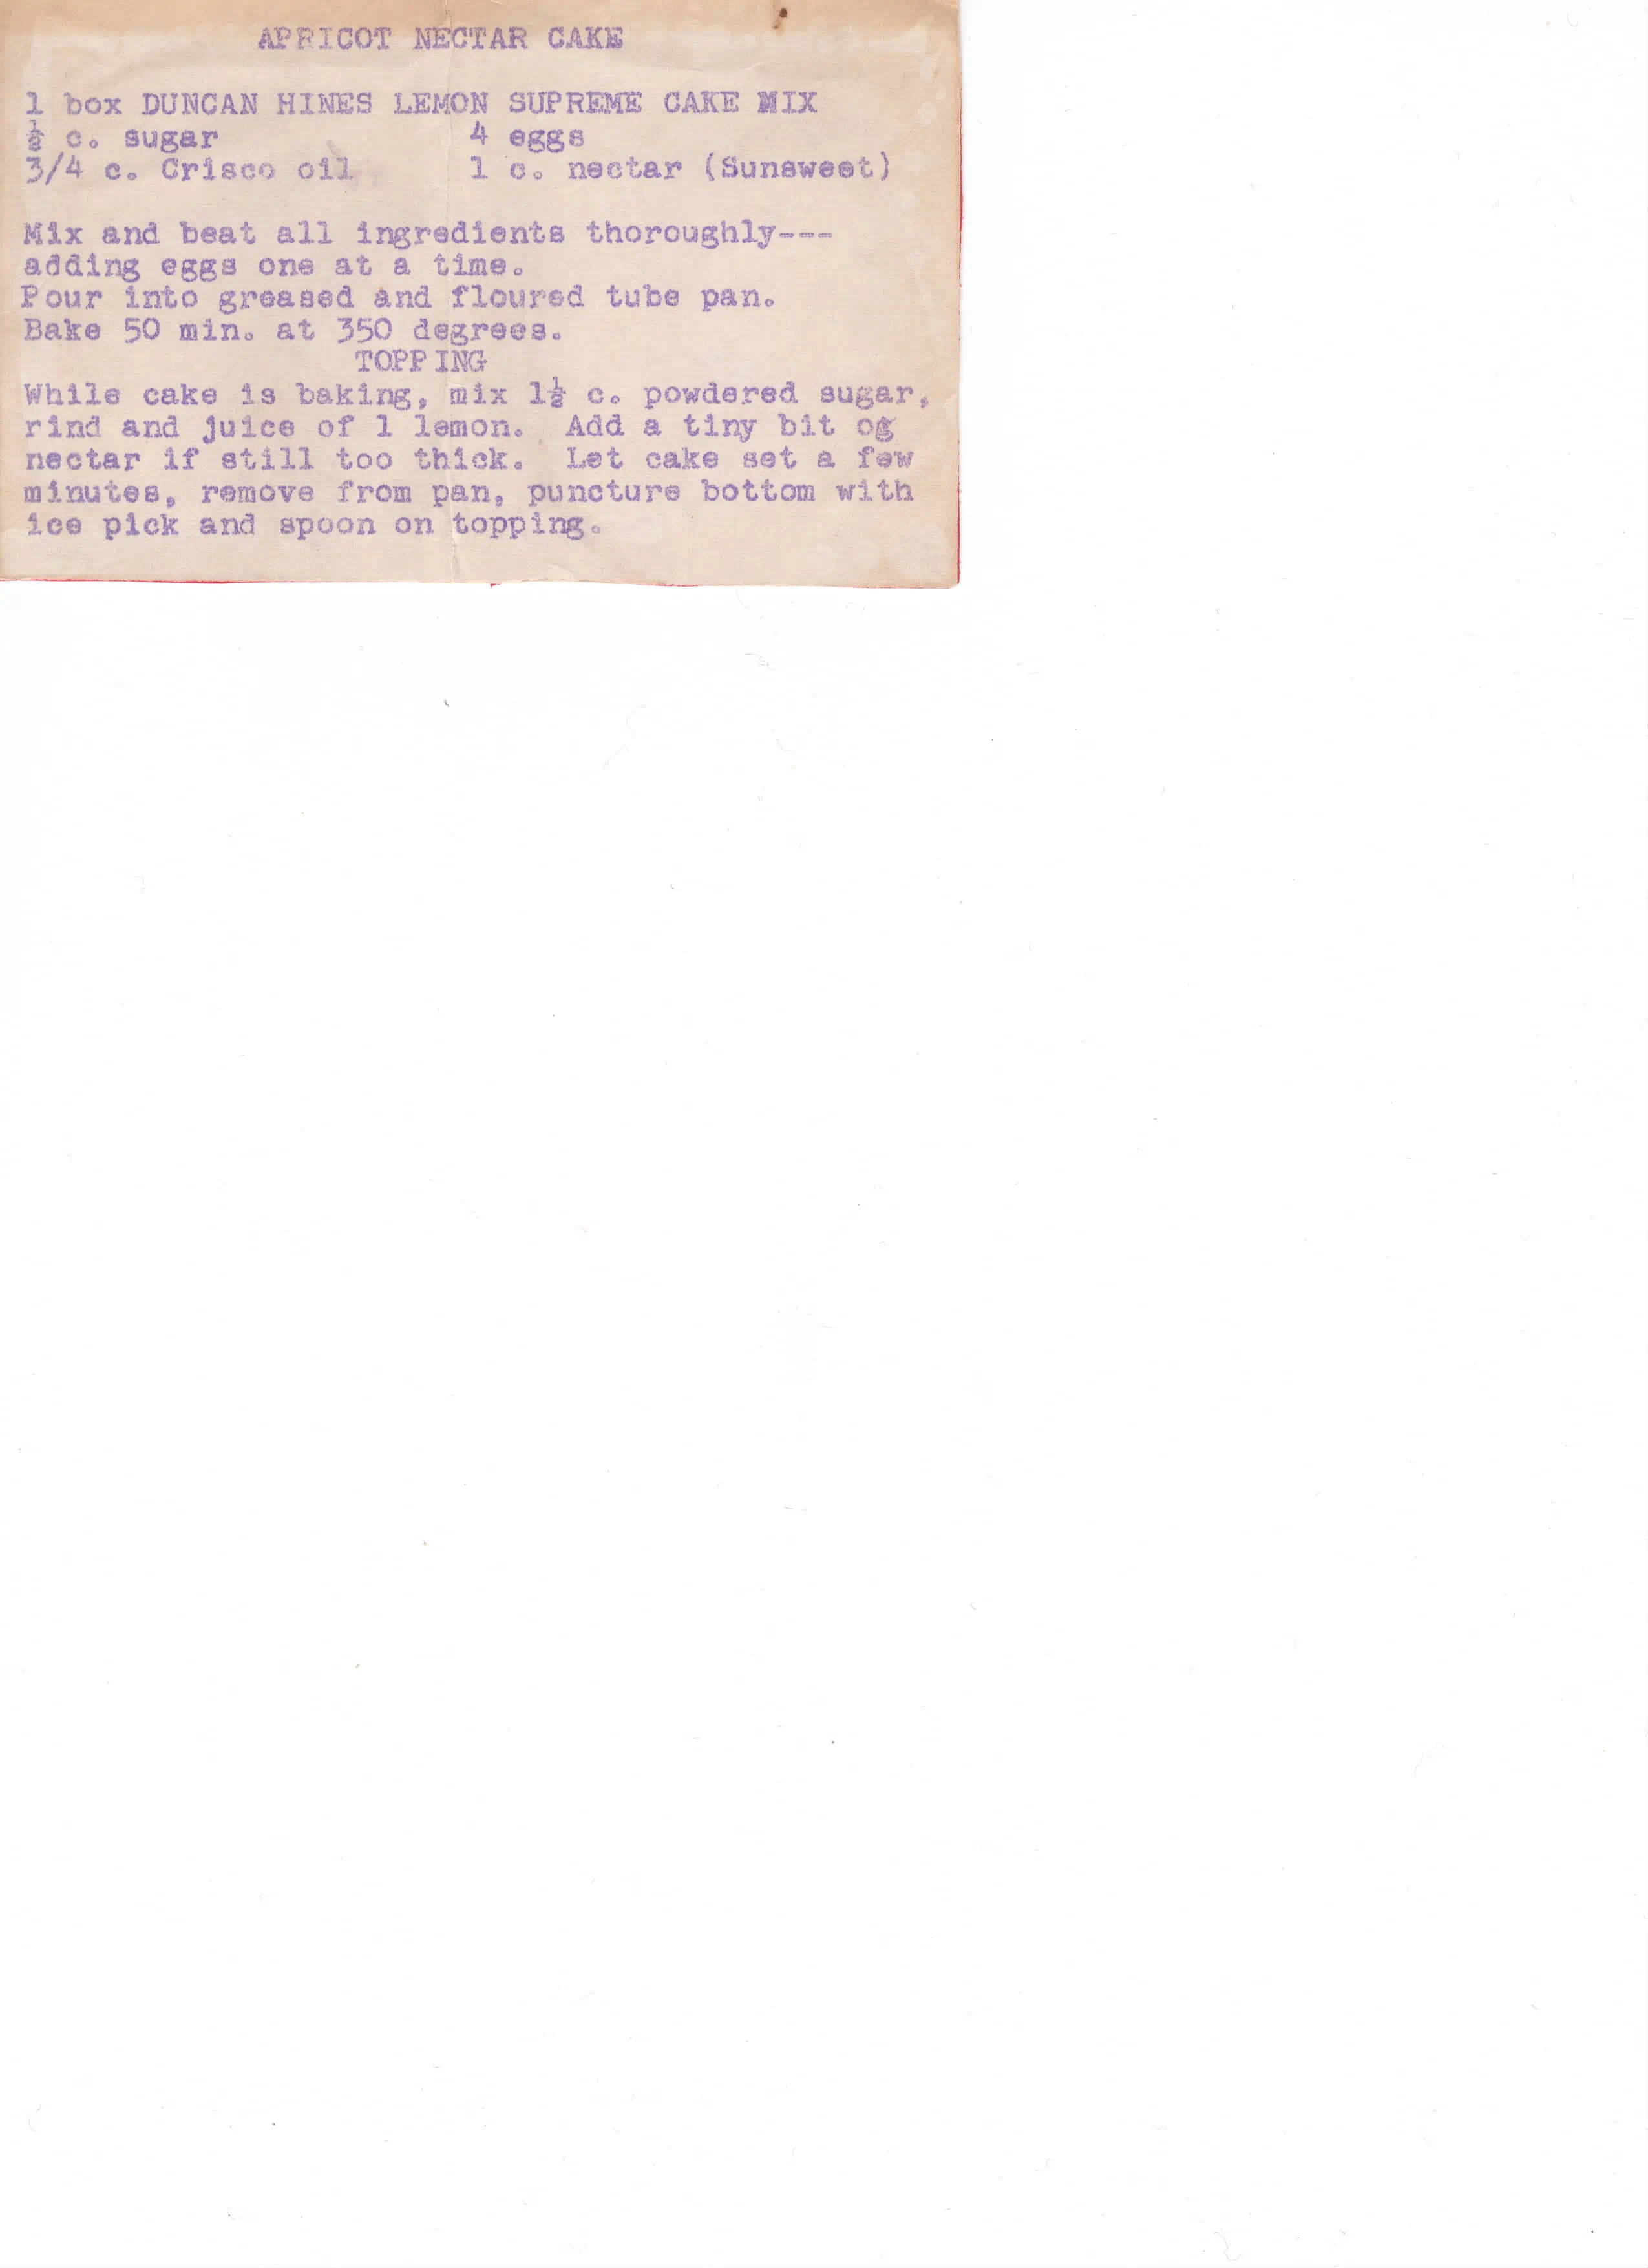 APRICOT NECTAR CAKE
1 box DUNCAN HINES LEMON SUPREME CAKE MIX
½ c. sugar 4 eggs
3/4 c. Crisco oil 1 c. nectar (Sunsweet)
Mix and beat all ingredients thoroughly---
adding eggs one at a time.
Pour into greased and floured tube pan.
Bake 50 min. at 350 degrees.
TOPPING
While cake is baking, mix 1½ c. powdered sugar,
rind and juice of 1 lemon. Add a tiny bit og
nectar if still too thick. Let cake set a few
minutes, remove from pan, puncture bottom with
ice pick and spoon on topping.